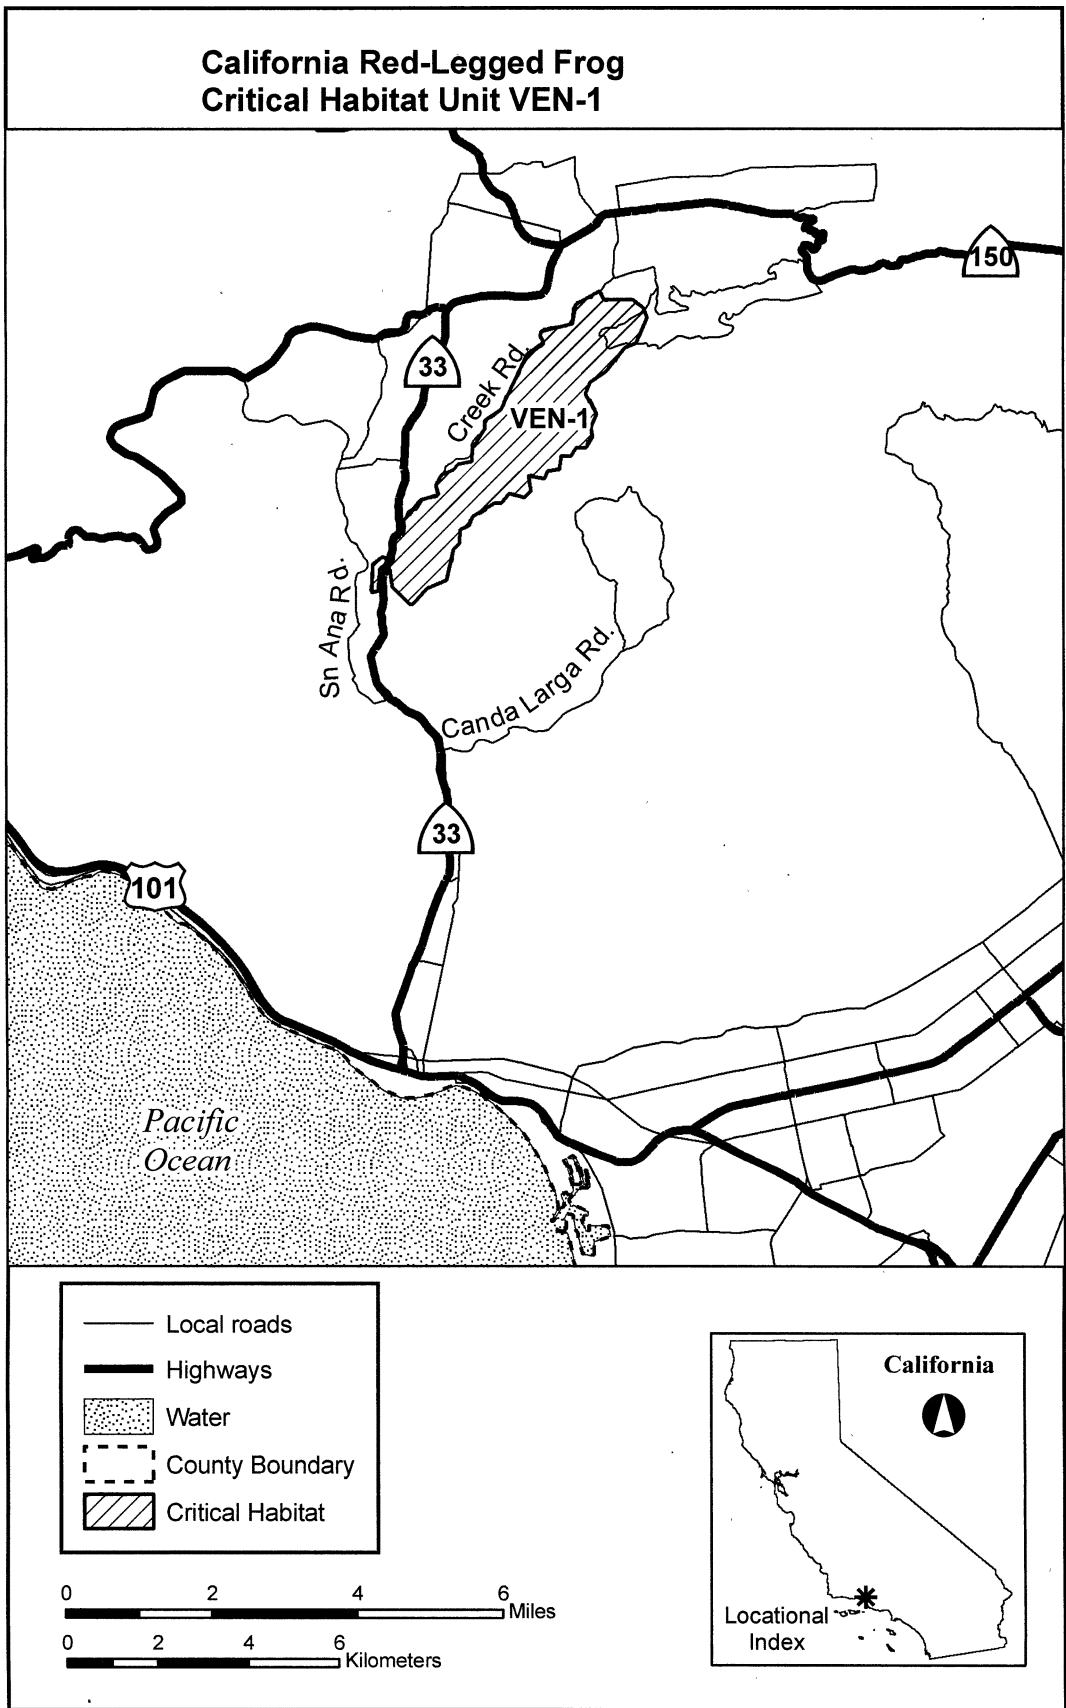 California Red-Legged Frog
Critical Habitat Unit VEN-1
150
33
Creek Rd.
VEN-1
Sn Ana Rd.
Canda Larga Rd.
33
101
Pacific
Ocean
Local roads
Highways
Water
County Boundary
Critical Habitat
0 2 4 6
Miles
0 2 4 6
Kilometers
California
Locational
Index